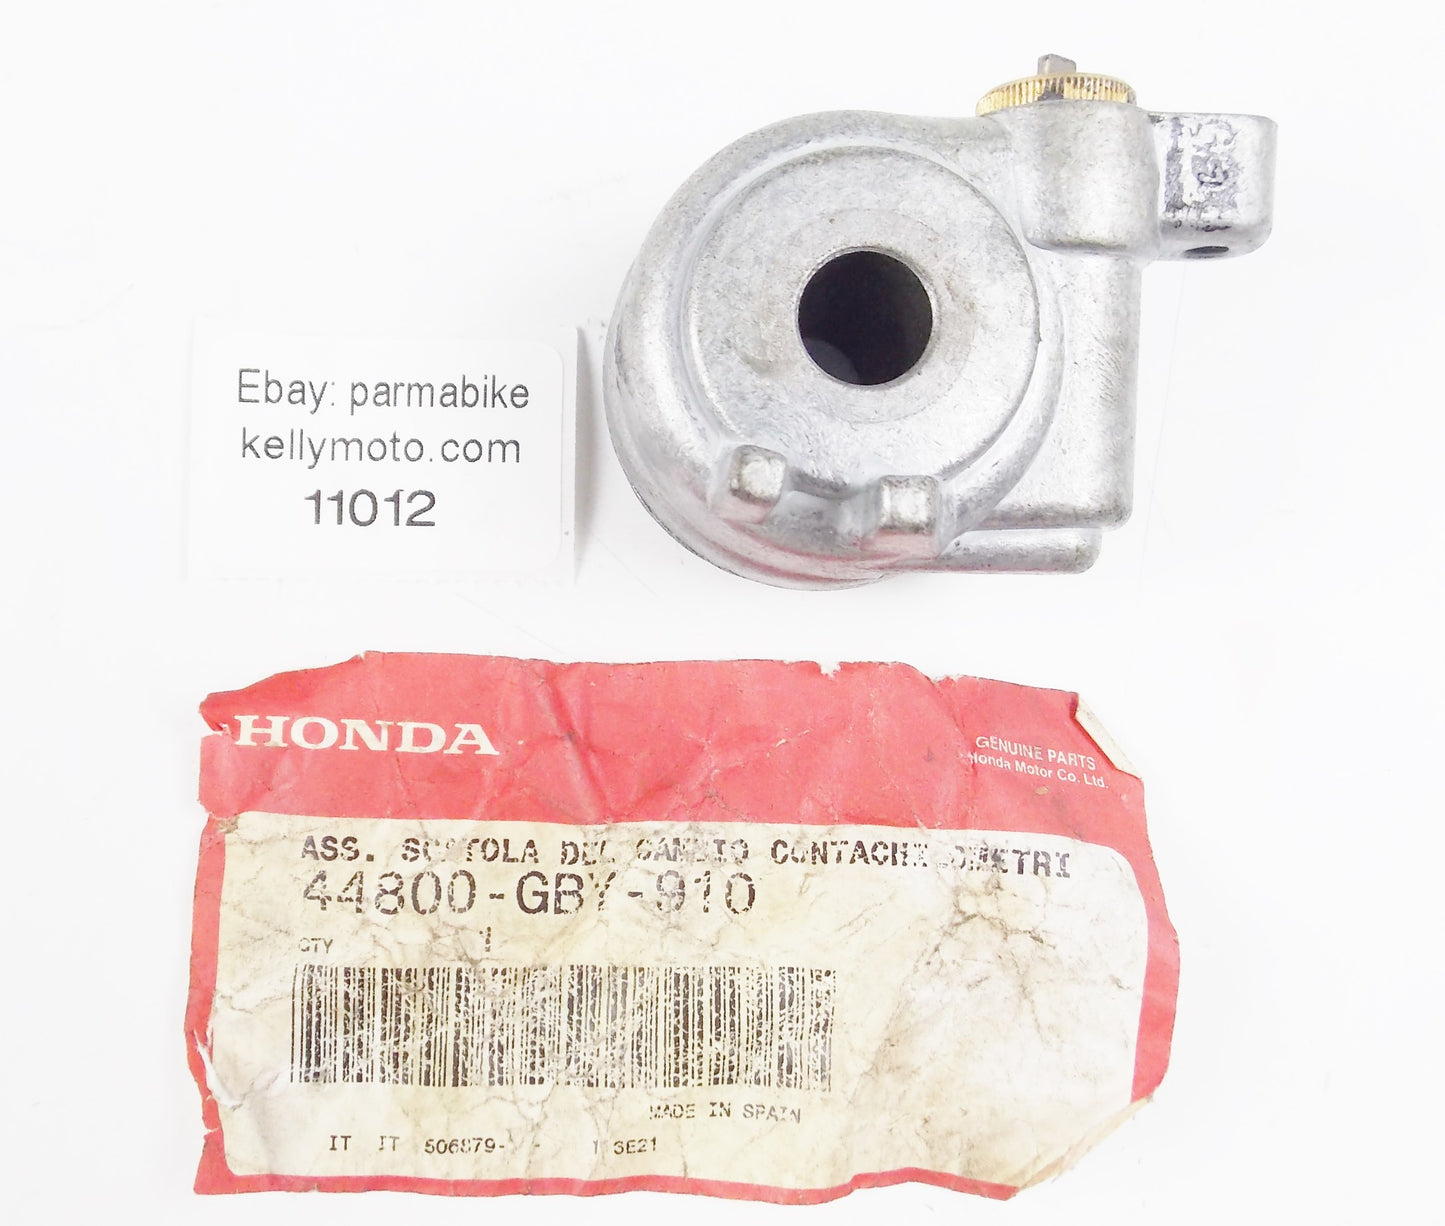 Ebay: parmabike
kellymoto.com
11012
HONDA
GENUINE PARTS
Honda Motor Co. Ltd.
ASS. SCATOLA DEL CAMBIO CONTACHILOMETRI
44800-GBY-910
QTY 1
MADE IN SPAIN
IT IT 3E21